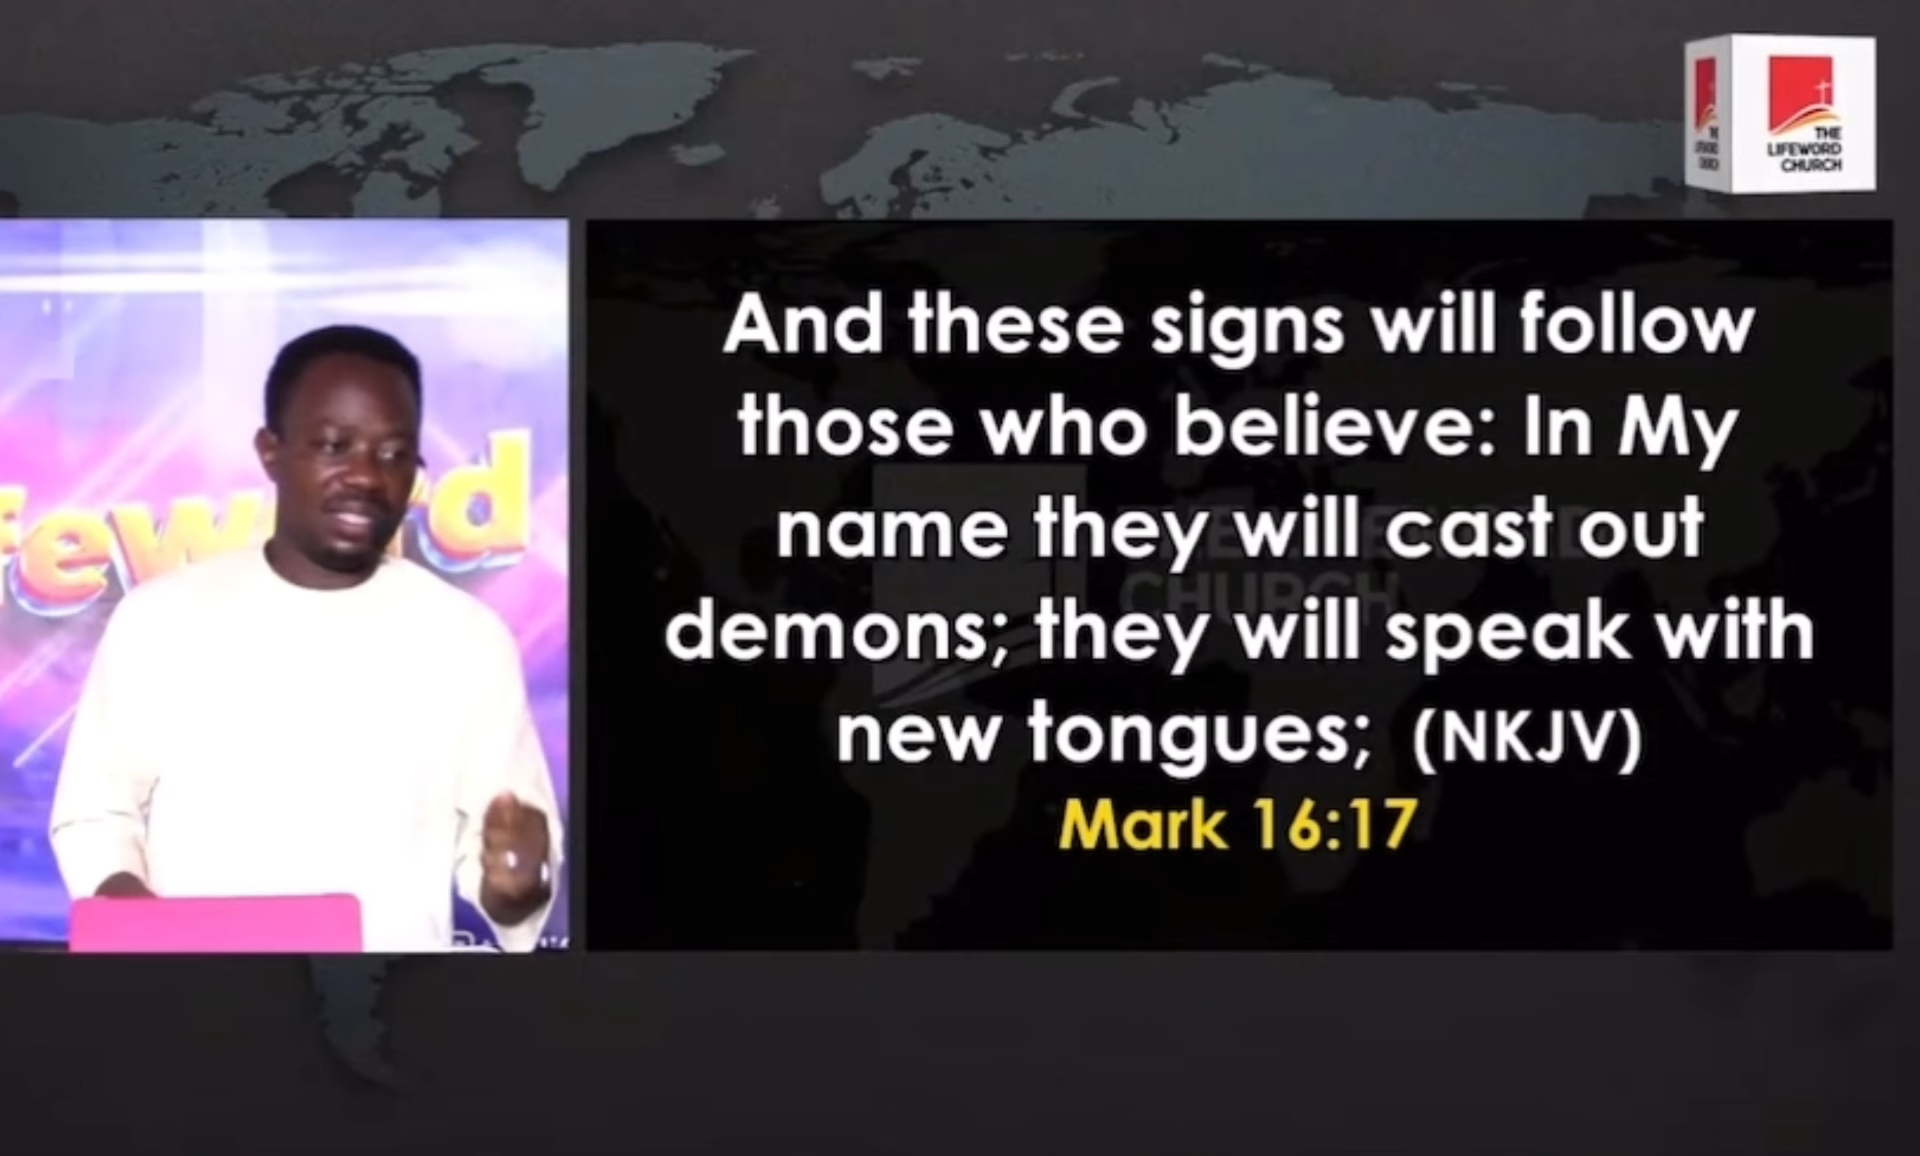 THE
LIFEWORD
CHURCH
And these signs will follow
those who believe: In My
name they will cast out
demons; they will speak with
new tongues; (NKJV)
Mark 16:17
CHURCH